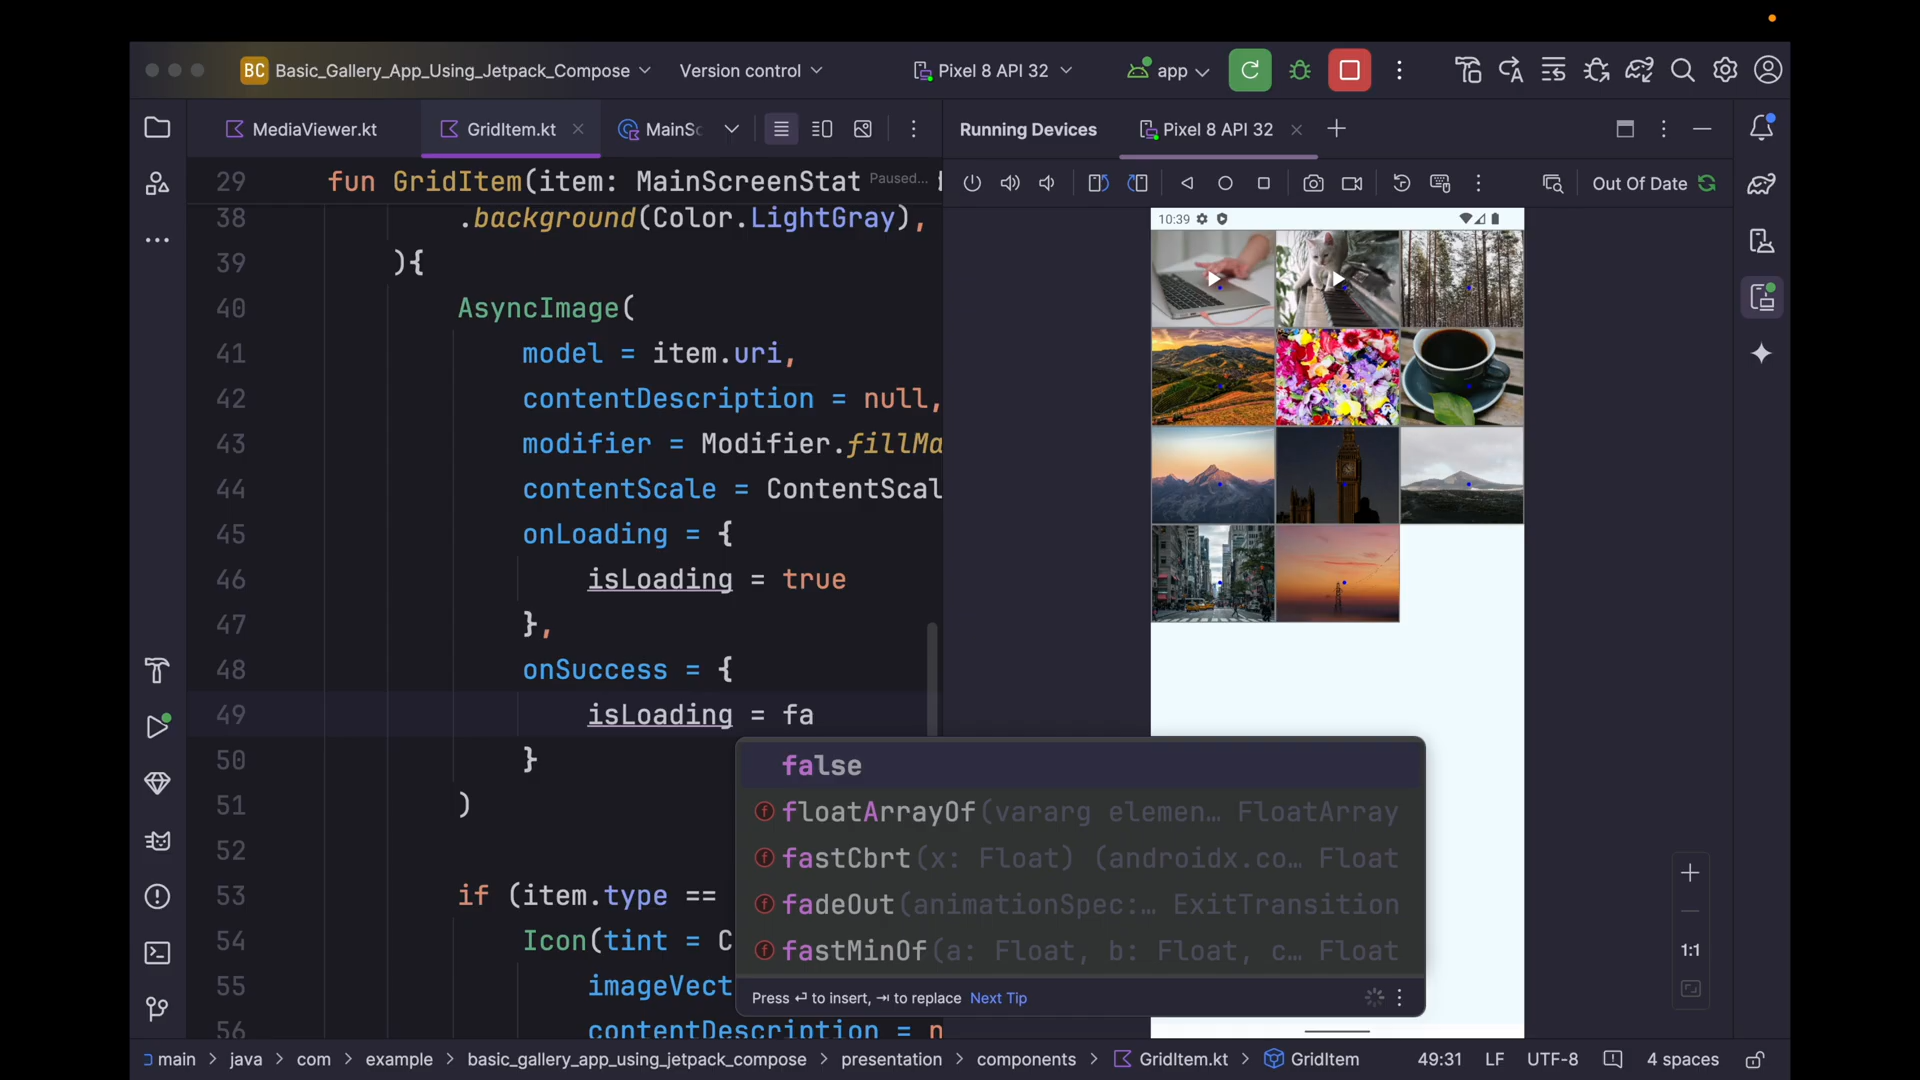 BC Basic_Gallery_App_Using_Jetpack_Compose Version control Pixel 8 API 32 app
MediaViewer.kt GridItem.kt MainSc Running Devices Pixel 8 API 32
29 fun GridItem(item: MainScreenStat Paused... Out Of Date
10:39
38 .background(Color.LightGray),
39 ){
40 AsyncImage(
41 model = item.uri,
42 contentDescription = null,
43 modifier = Modifier.fillMa
44 contentScale = ContentScal
45 onLoading = {
46 isLoading = true
47 },
48 onSuccess = {
49 isLoading = fa
50 }
51 )
52
53 if (item.type ==
54 Icon(tint = C
55 imageVect
56 contentDescription = n
false
floatArrayOf(vararg elemen... FloatArray
fastCbrt(x: Float) (androidx.co... Float
fadeOut(animationSpec:... ExitTransition
fastMinOf(a: Float, b: Float, c... Float
Press ⏎ to insert, ⇥ to replace Next Tip
1:1
main > java > com > example > basic_gallery_app_using_jetpack_compose > presentation > components > GridItem.kt > GridItem 49:31 LF UTF-8 4 spaces